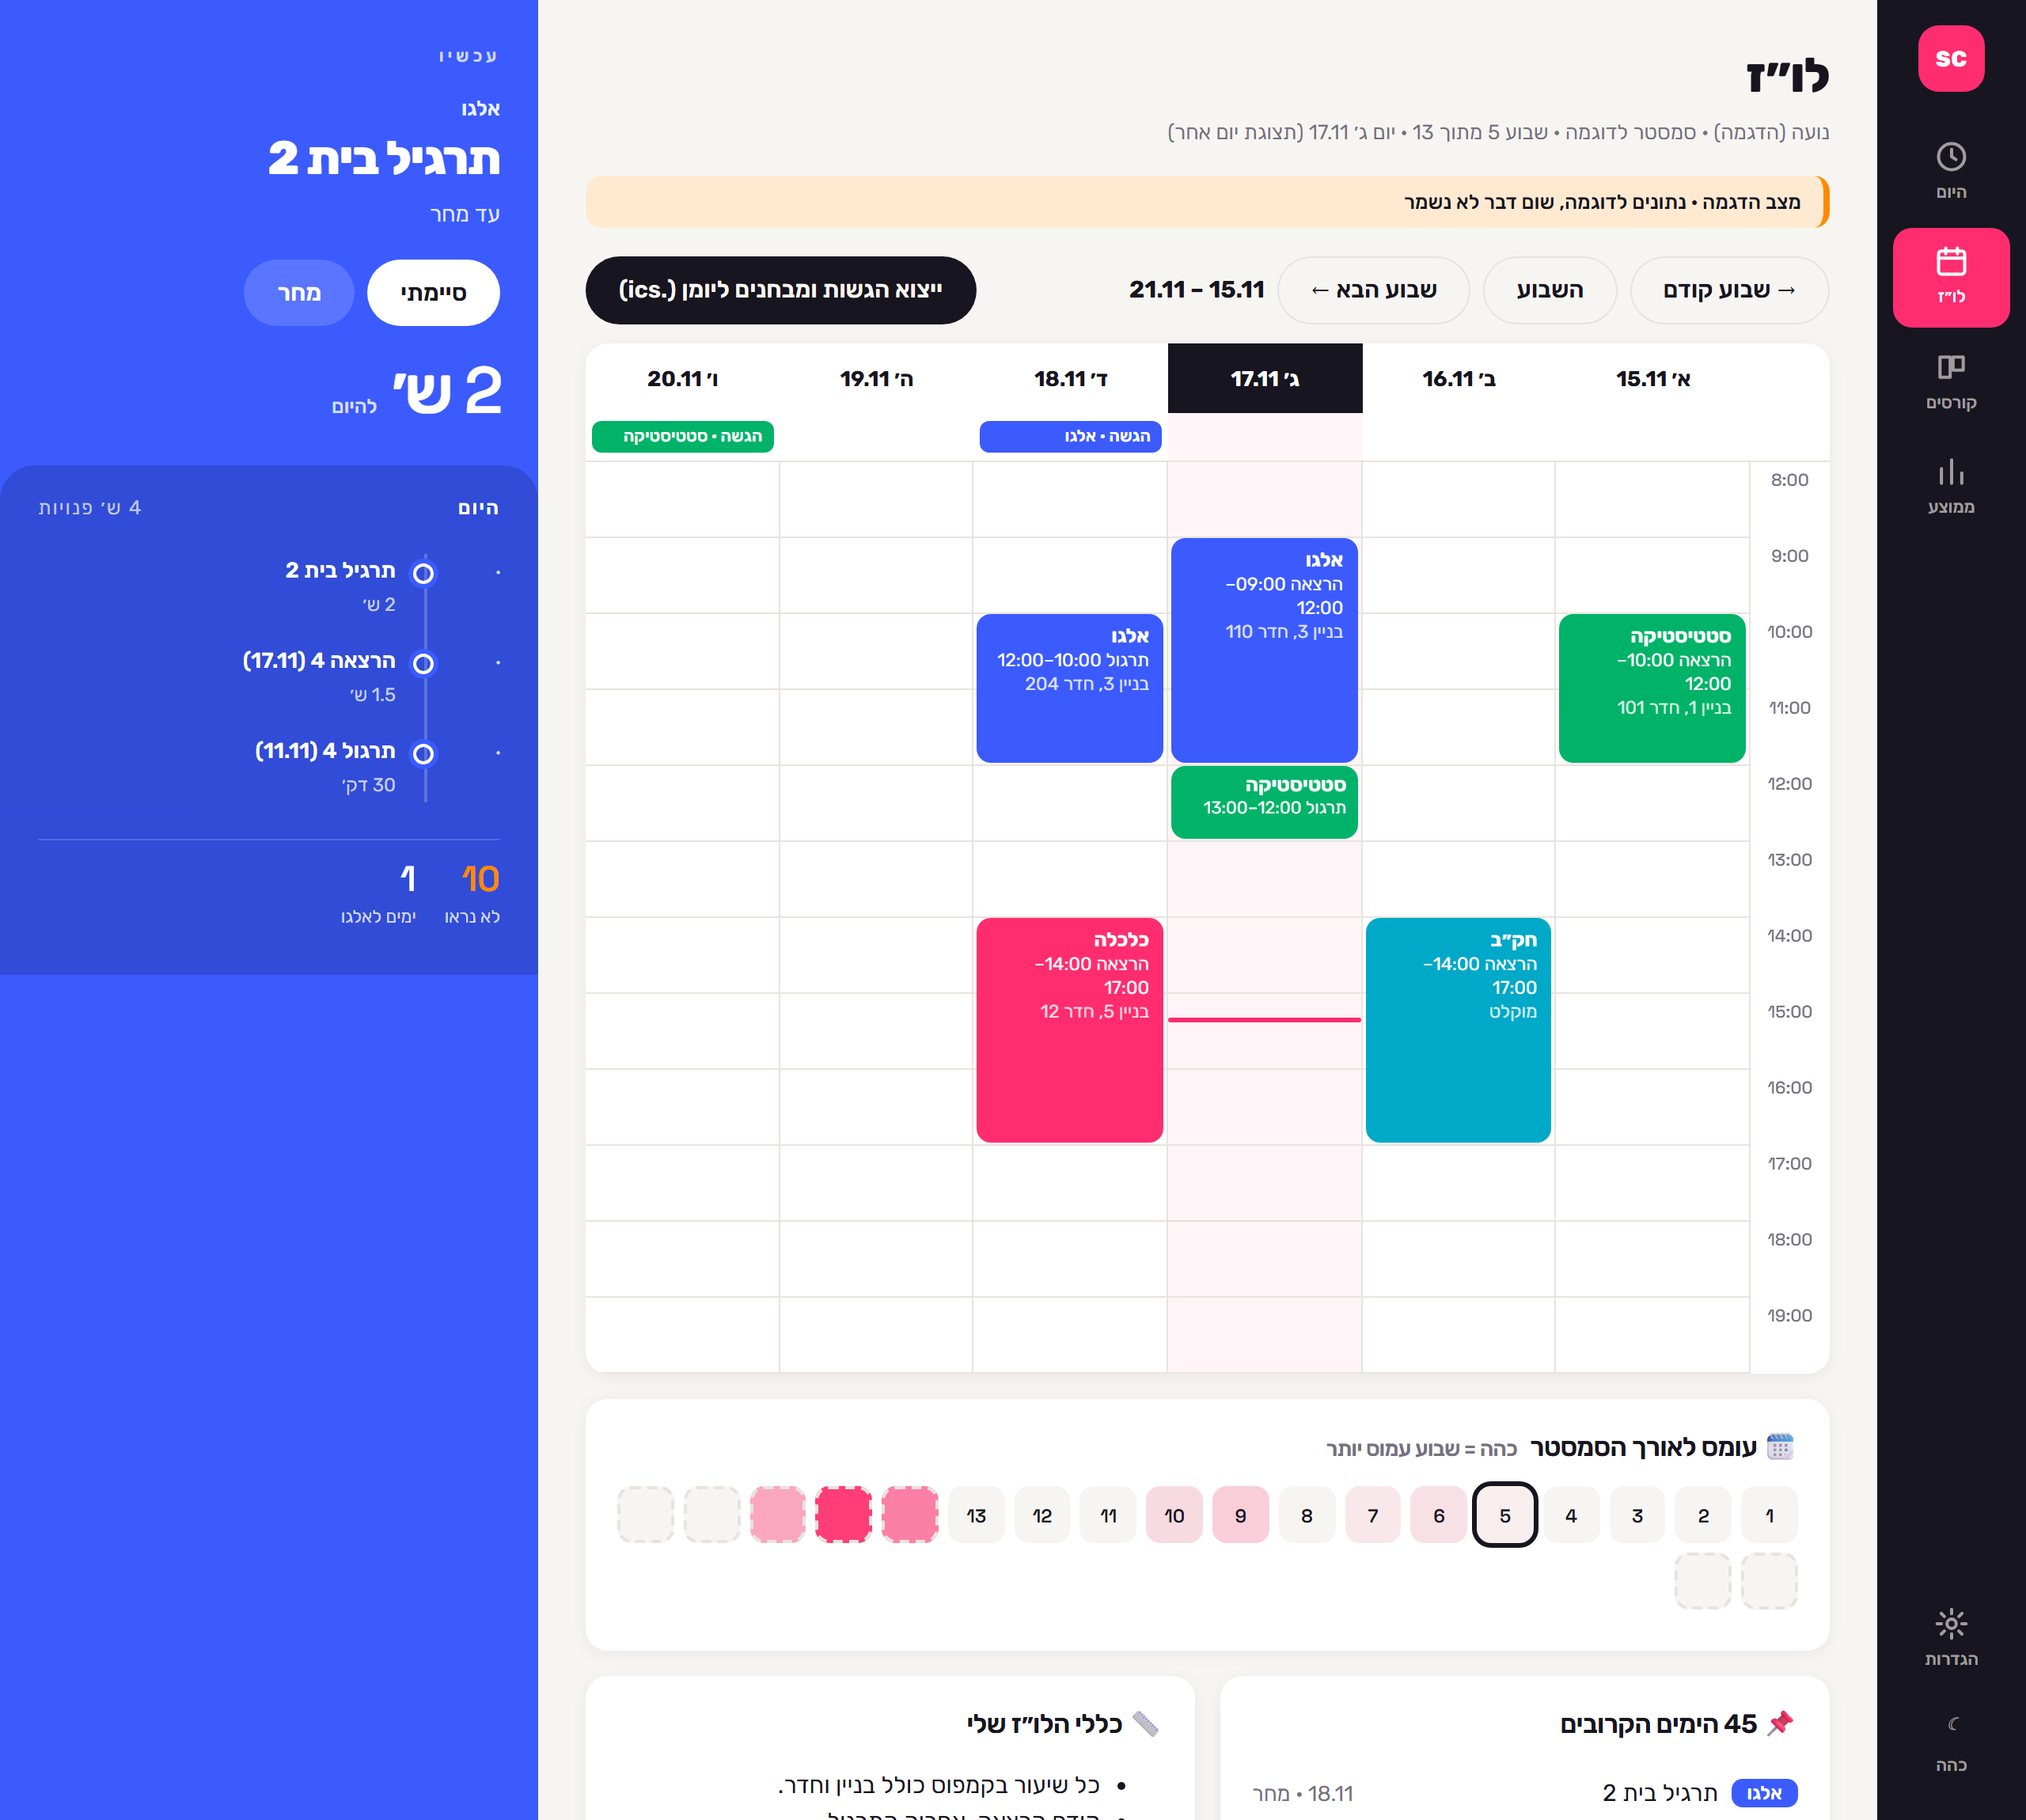 SC
היום
לו״ז
קורסים
ממוצע
הגדרות
כהה
לו״ז
נועה (הדגמה) • סמסטר לדוגמה • שבוע 5 מתוך 13 • יום ג׳ 17.11 (תצוגת יום אחר)
מצב הדגמה • נתונים לדוגמה, שום דבר לא נשמר
→ שבוע קודם
השבוע
שבוע הבא ←
15.11 – 21.11
ייצוא הגשות ומבחנים ליומן (.ics)
א׳ 15.11
ב׳ 16.11
ג׳ 17.11
ד׳ 18.11
ה׳ 19.11
ו׳ 20.11
הגשה • אלגו
הגשה • סטטיסטיקה
8:00
9:00
10:00
11:00
12:00
13:00
14:00
15:00
16:00
17:00
18:00
19:00
סטטיסטיקה
הרצאה 10:00–
12:00
בניין 1, חדר 101
חק״ב
הרצאה 14:00–
17:00
מוקלט
אלגו
הרצאה 09:00–
12:00
בניין 3, חדר 110
סטטיסטיקה
תרגול 12:00–13:00
אלגו
תרגול 10:00–12:00
בניין 3, חדר 204
כלכלה
הרצאה 14:00–
17:00
בניין 5, חדר 12
עומס לאורך הסמסטר כהה = שבוע עמוס יותר
1 2 3 4 5 6 7 8 9 10 11 12 13
45 הימים הקרובים
אלגו תרגיל בית 2 18.11 • מחר
כללי הלו״ז שלי
• כל שיעור בקמפוס כולל בניין וחדר.
עכשיו
אלגו
תרגיל בית 2
עד מחר
סיימתי
מחר
2 ש׳ להיום
היום
4 ש׳ פנויות
תרגיל בית 2
2 ש׳
הרצאה 4 (17.11)
1.5 ש׳
תרגול 4 (11.11)
30 דק׳
10
לא נראו
1
ימים לאלגו